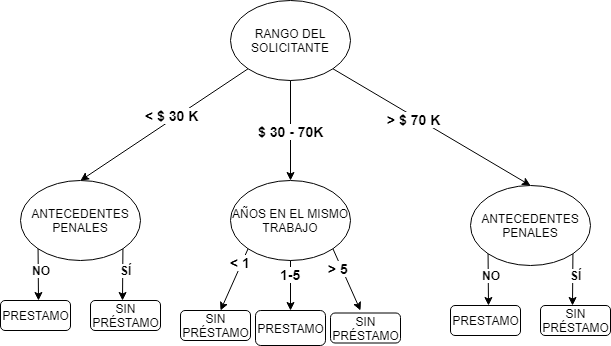 RANGO DEL
SOLICITANTE
< $ 30 K
$ 30 - 70K
> $ 70 K
ANTECEDENTES
PENALES
AÑOS EN EL MISMO
TRABAJO
ANTECEDENTES
PENALES
NO
SÍ
< 1
1-5
> 5
NO
SÍ
PRESTAMO
SIN
PRÉSTAMO
SIN
PRÉSTAMO
PRESTAMO
SIN
PRÉSTAMO
PRESTAMO
SIN
PRÉSTAMO